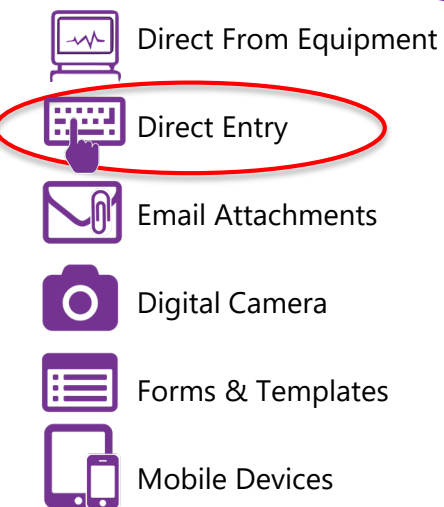 Direct From Equipment
Direct Entry
Email Attachments
Digital Camera
Forms & Templates
Mobile Devices